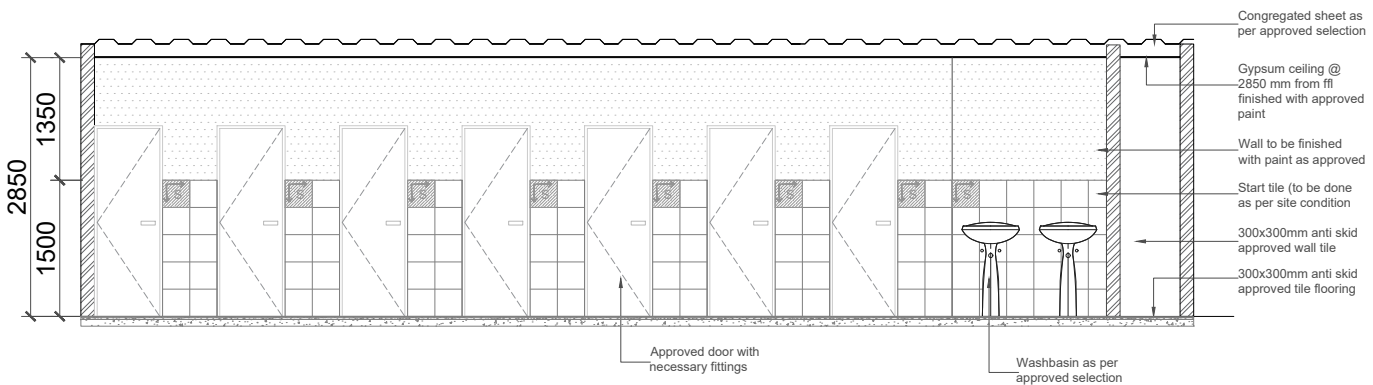 Congregated sheet as
per approved selection
Gypsum ceiling @
2850 mm from ffl
finished with approved
paint
Wall to be finished
with paint as approved
Start tile (to be done
as per site condition
300x300mm anti skid
approved wall tile
300x300mm anti skid
approved tile flooring
2850
1350
1500
S
S
S
S
S
S
S
S
Approved door with
necessary fittings
Washbasin as per
approved selection